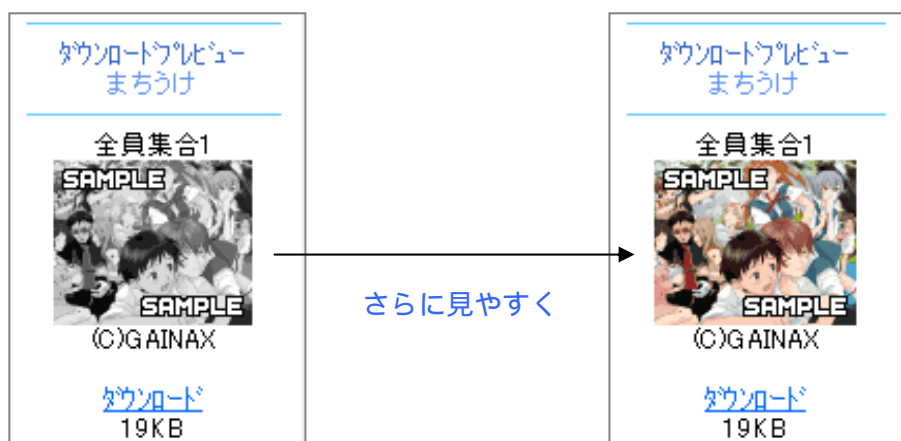 ﾀﾞｳﾝﾛｰﾄﾞﾌﾟﾚﾋﾞｭｰ
まちうけ
全員集合1
SAMPLE
SAMPLE
(C)GAINAX
ﾀﾞｳﾝﾛｰﾄﾞ
19KB
さらに見やすく
ﾀﾞｳﾝﾛｰﾄﾞﾌﾟﾚﾋﾞｭｰ
まちうけ
全員集合1
SAMPLE
SAMPLE
(C)GAINAX
ﾀﾞｳﾝﾛｰﾄﾞ
19KB